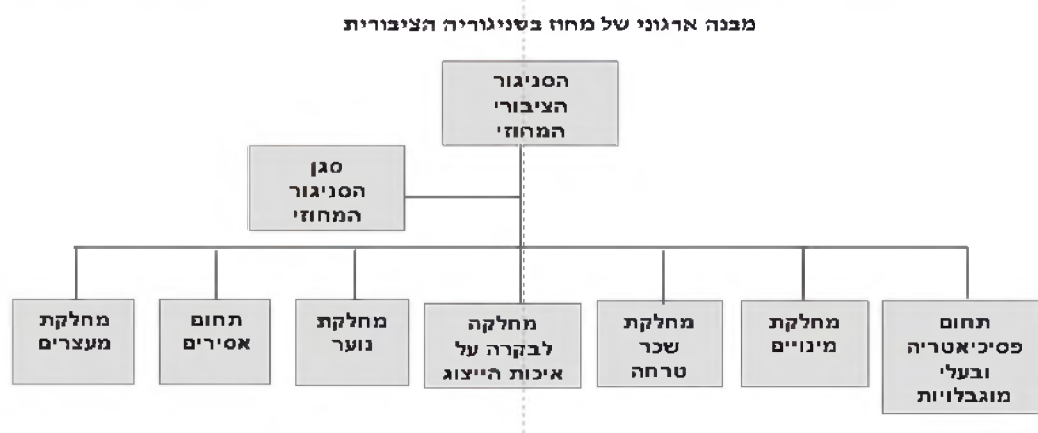 מבנה ארגוני של מחוז בסניגוריה הציבורית
הסניגור
הציבורי
המחוזי
סגן
הסניגור
המחוזי
תחום
פסיכיאטריה
ובעלי
מוגבלויות
מחלקת
מינויים
מחלקת
שכר
טרחה
מחלקה
לבקרה על
איכות הייצוג
מחלקת
נוער
תחום
אסירים
מחלקת
מעצרים